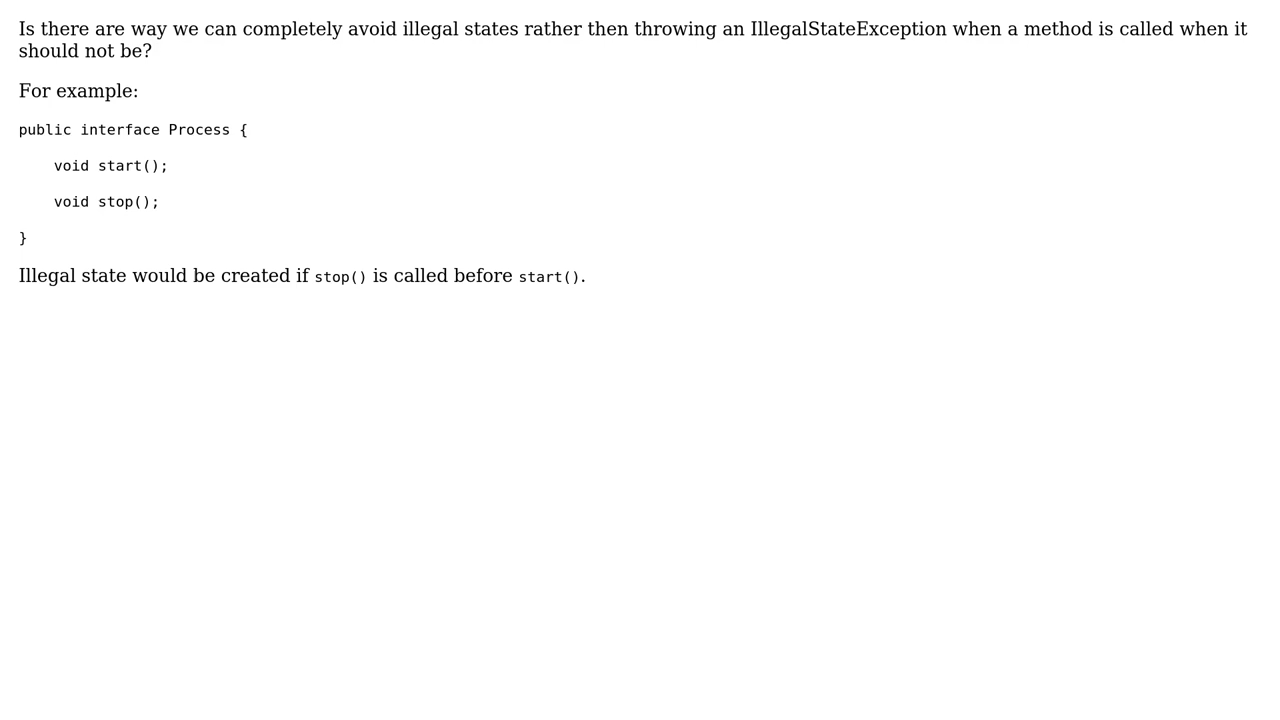 Is there are way we can completely avoid illegal states rather then throwing an IllegalStateException when a method is called when it
should not be?
For example:
public interface Process {
    void start();
    void stop();
}
Illegal state would be created if stop() is called before start().